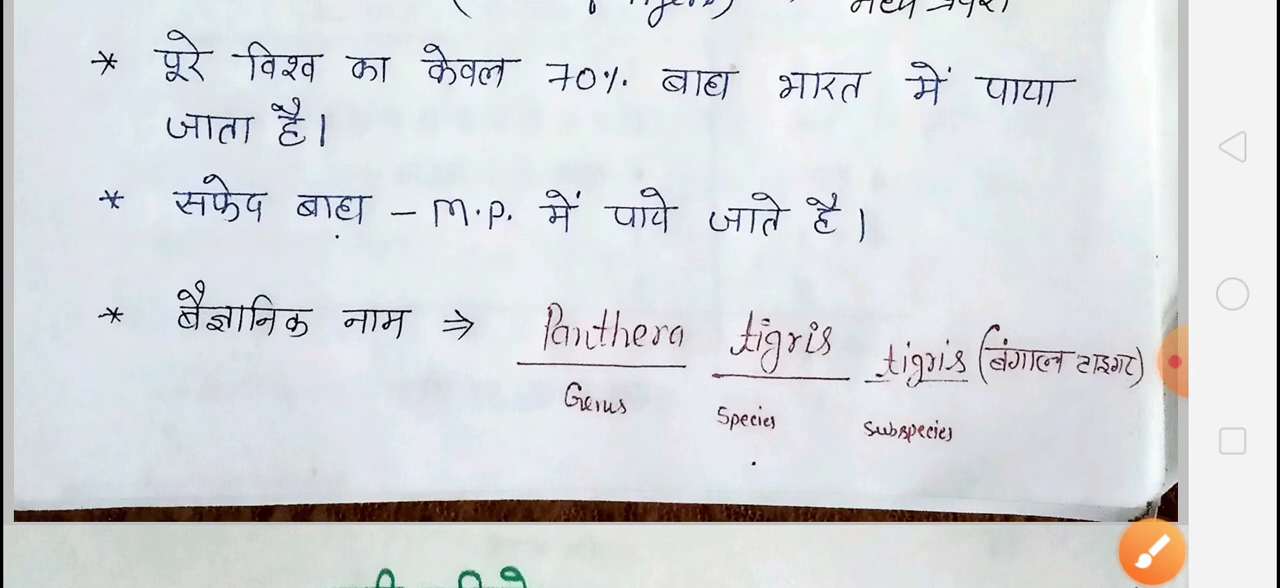 * पूरे विश्व का केवल 70% बाघ भारत में पाया
जाता है।
* सफेद बाघ - M.P. में पाये जाते है।
* वैज्ञानिक नाम ⇒ Panthera tigris tigris (बंगाल टाइगर)
Genus Species Subspecies